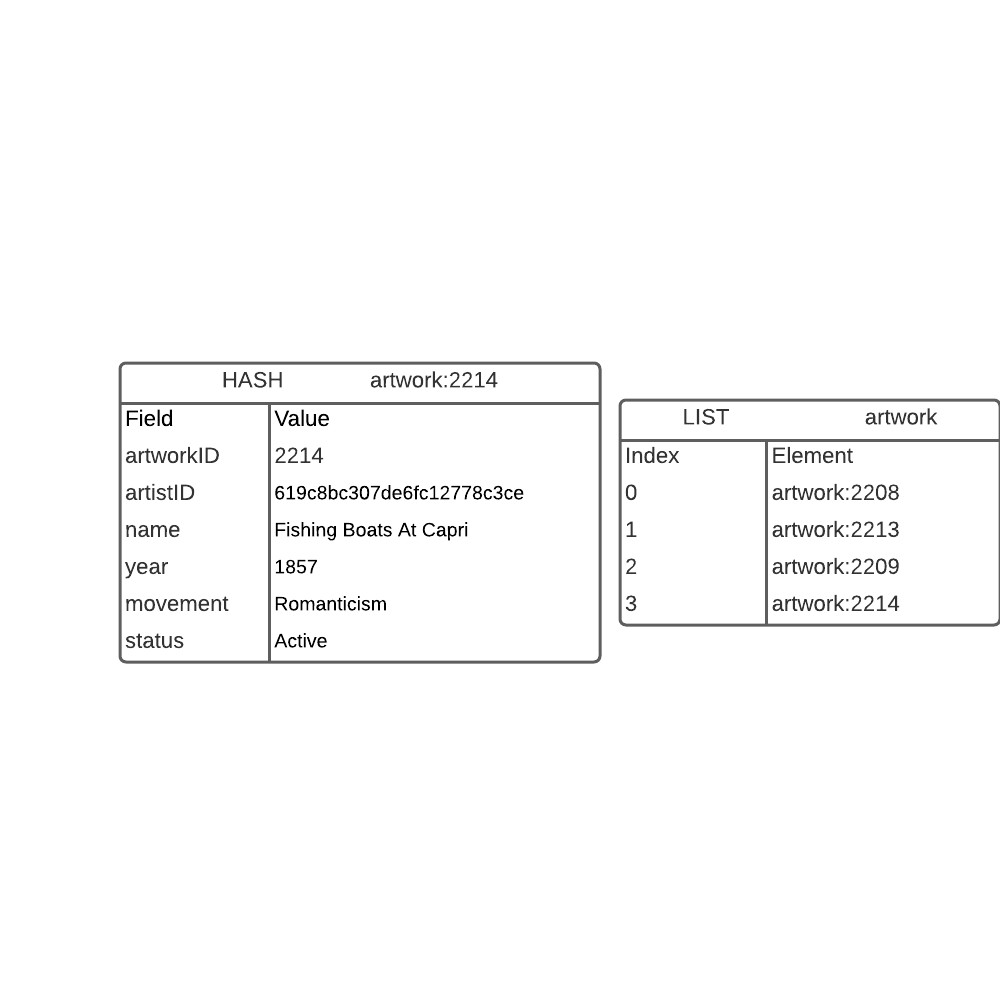 HASH artwork:2214
Field Value
artworkID 2214
artistID 619c8bc307de6fc12778c3ce
name Fishing Boats At Capri
year 1857
movement Romanticism
status Active
LIST artwork
Index Element
0 artwork:2208
1 artwork:2213
2 artwork:2209
3 artwork:2214